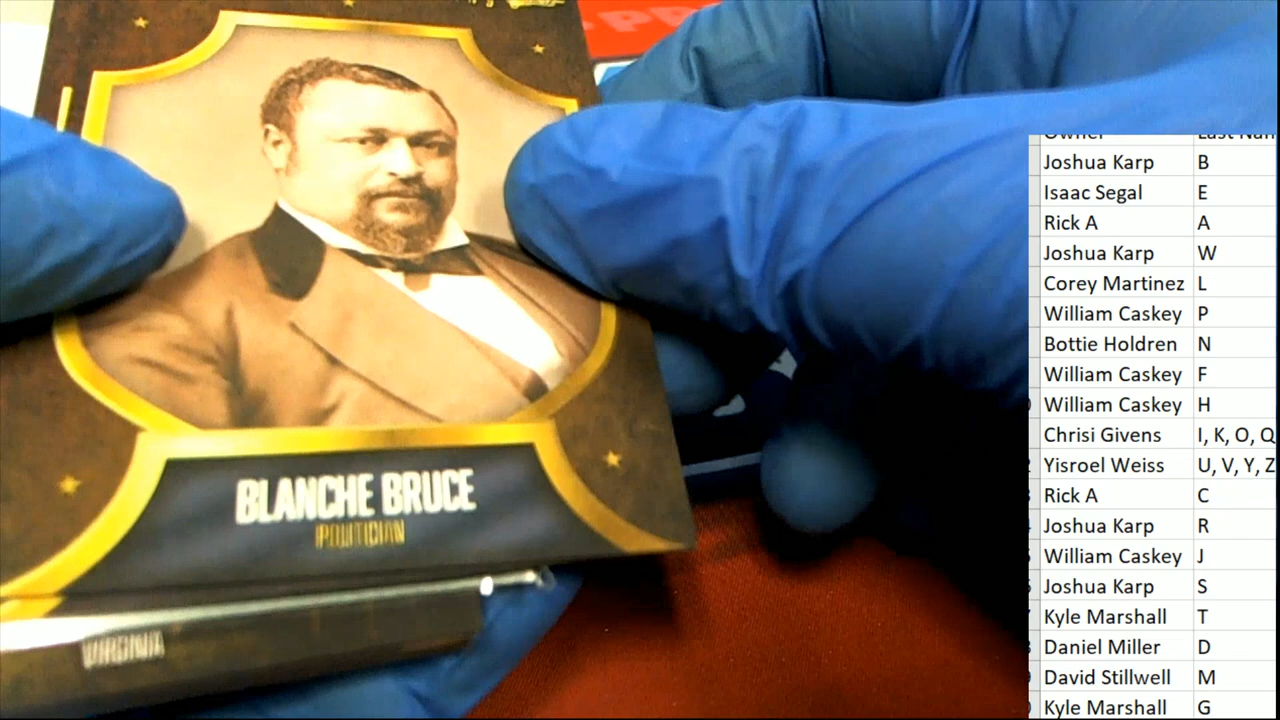 BLANCHE BRUCE
POLITICIAN
VIRGINIA
Owner Last Nam
Joshua Karp B
Isaac Segal E
Rick A A
Joshua Karp W
Corey Martinez L
William Caskey P
Bottie Holdren N
William Caskey F
William Caskey H
Chrisi Givens I, K, O, Q
Yisroel Weiss U, V, Y, Z
Rick A C
Joshua Karp R
William Caskey J
Joshua Karp S
Kyle Marshall T
Daniel Miller D
David Stillwell M
Kyle Marshall G